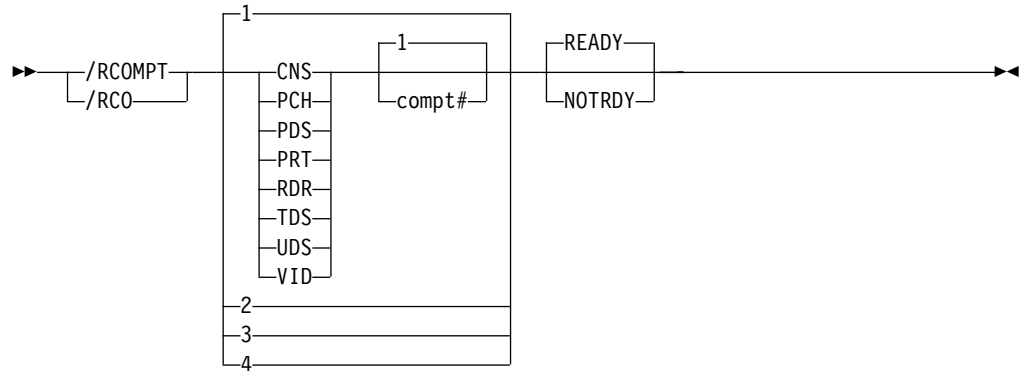 1
1 READY
/RCOMPT CNS
/RCO PCH compt# NOTRDY
PDS
PRT
RDR
TDS
UDS
VID
2
3
4